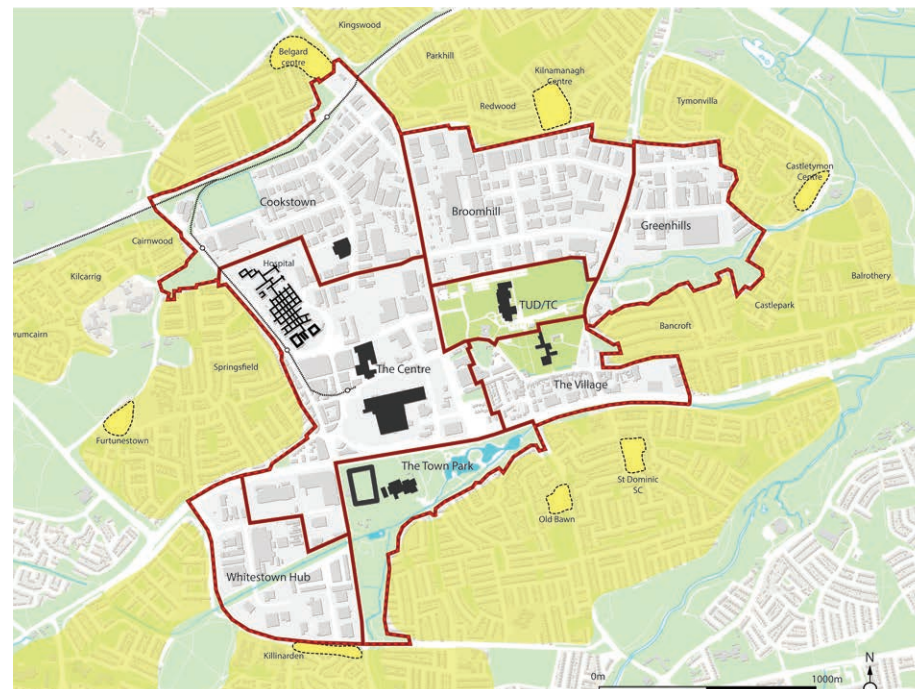 Kingswood
Belgard
centre
Parkhill
Kilnamanagh
Centre
Redwood
Tymonvilla
Castletymon
Centre
Cookstown
Broomhill
Greenhills
Cairnwood
Hospital
Kilcarrig
Balrothery
TUD/TC
Castlepark
rumcairn
Bancroft
Springsfield
The Centre
The Village
Furtunestown
The Town Park
St Dominic
SC
Old Bawn
Whitestown Hub
Killinarden
N
0m
1000m